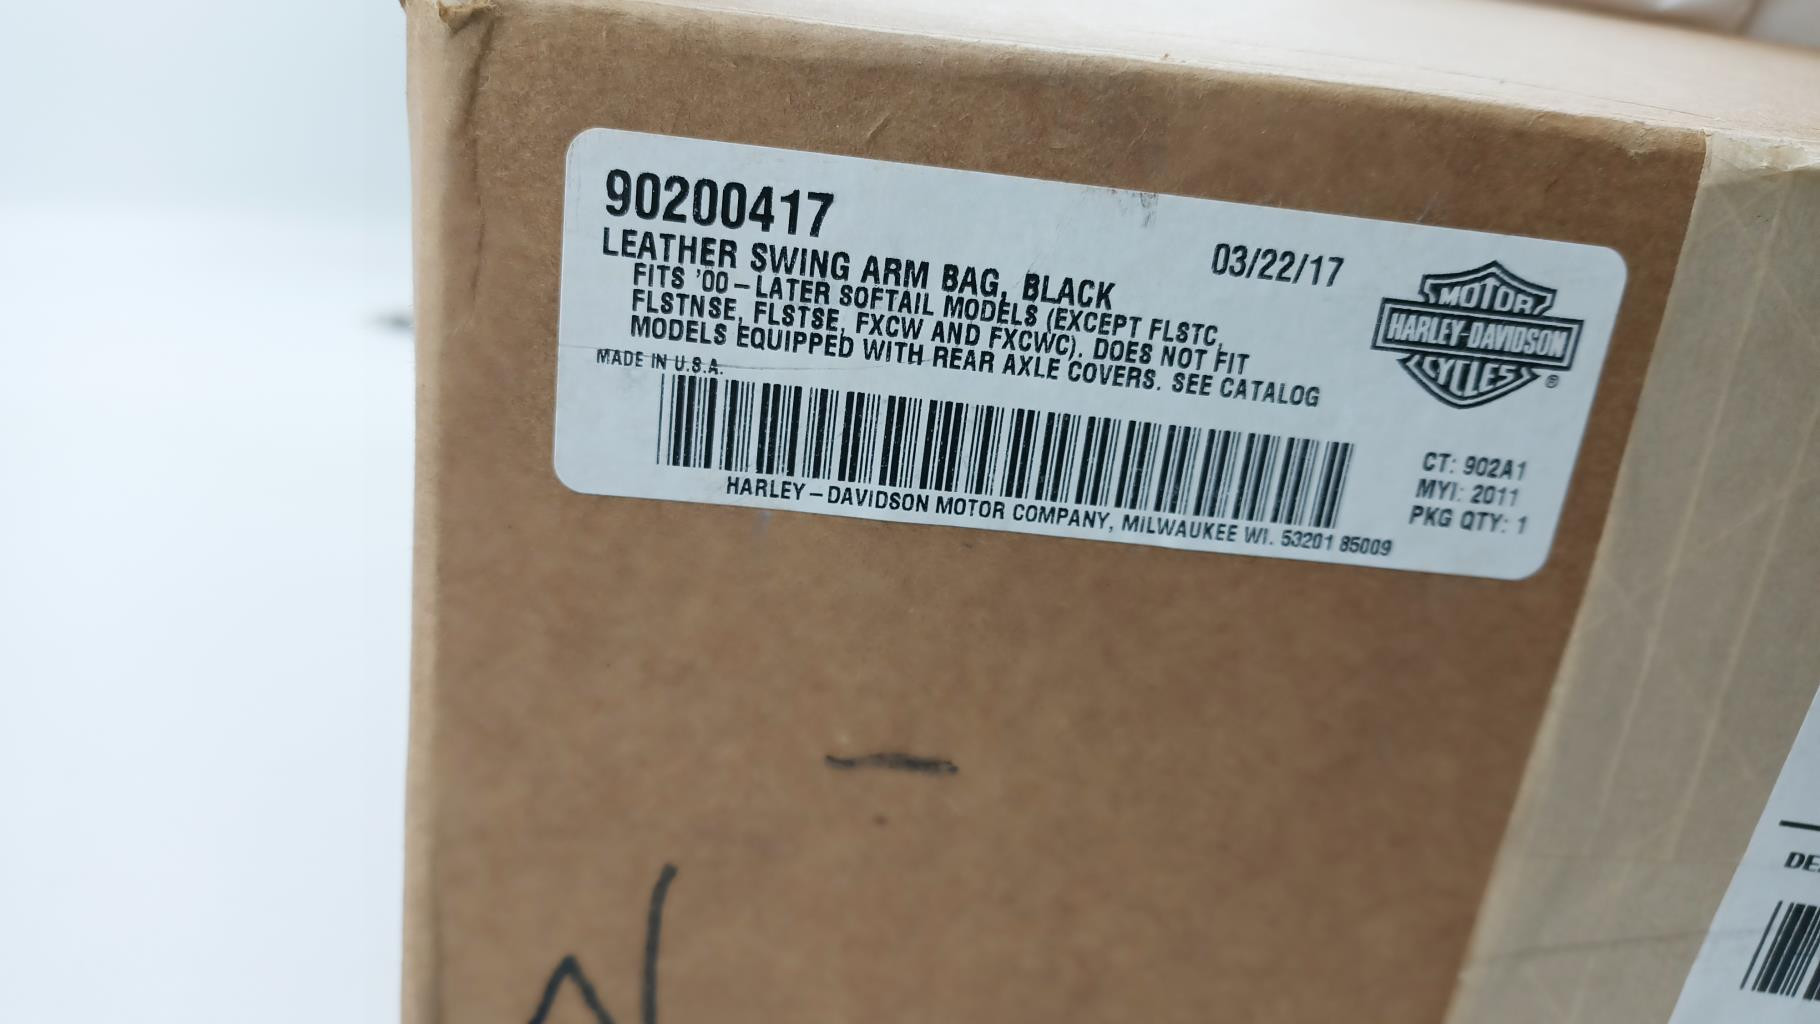 90200417
03/22/17
LEATHER SWING ARM BAG, BLACK
FITS '00-LATER SOFTAIL MODELS (EXCEPT FLSTC,
FLSTNSE, FLSTSE, FXCW AND FXCWC). DOES NOT FIT
MODELS EQUIPPED WITH REAR AXLE COVERS. SEE CATALOG
MADE IN U.S.A.
MOTOR
HARLEY-DAVIDSON
CYCLES
®
CT: 902A1
MYI: 2011
PKG QTY: 1
HARLEY-DAVIDSON MOTOR COMPANY, MILWAUKEE WI. 53201 85009